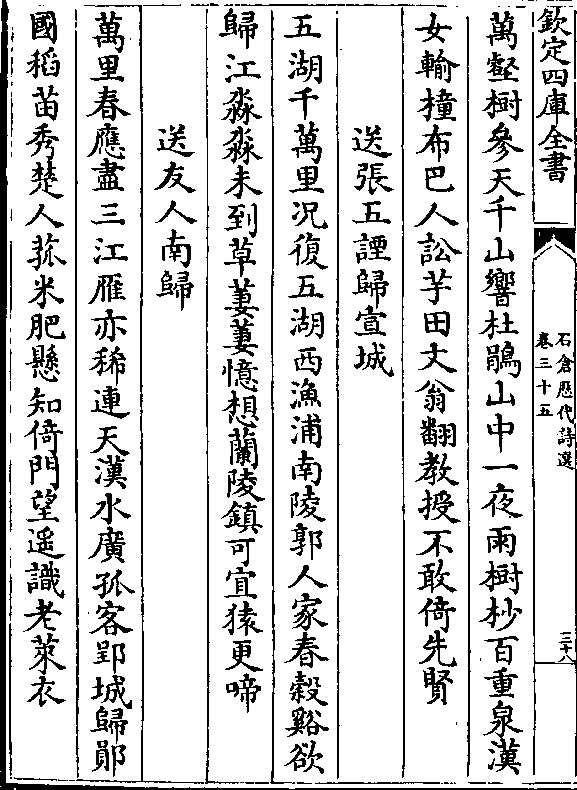 欽定四庫全書
石倉歴代詩選
卷三十五
三十八
萬壑樹參天千山響杜鵑山中一夜雨樹杪百重泉漢
女輸橦布巴人訟芋田丈翁翻教授不敢倚先賢
送張五諲歸宣城
五湖千萬里况復五湖西漁浦南陵郭人家春榖谿欲
歸江淼淼未到草萋萋憶想蘭陵鎮可宜猿更啼
送友人南歸
萬里春應盡三江雁亦稀連天漢水廣孤客郢城歸鄖
國稻苗秀楚人菰米肥懸知倚門望遥識老萊衣